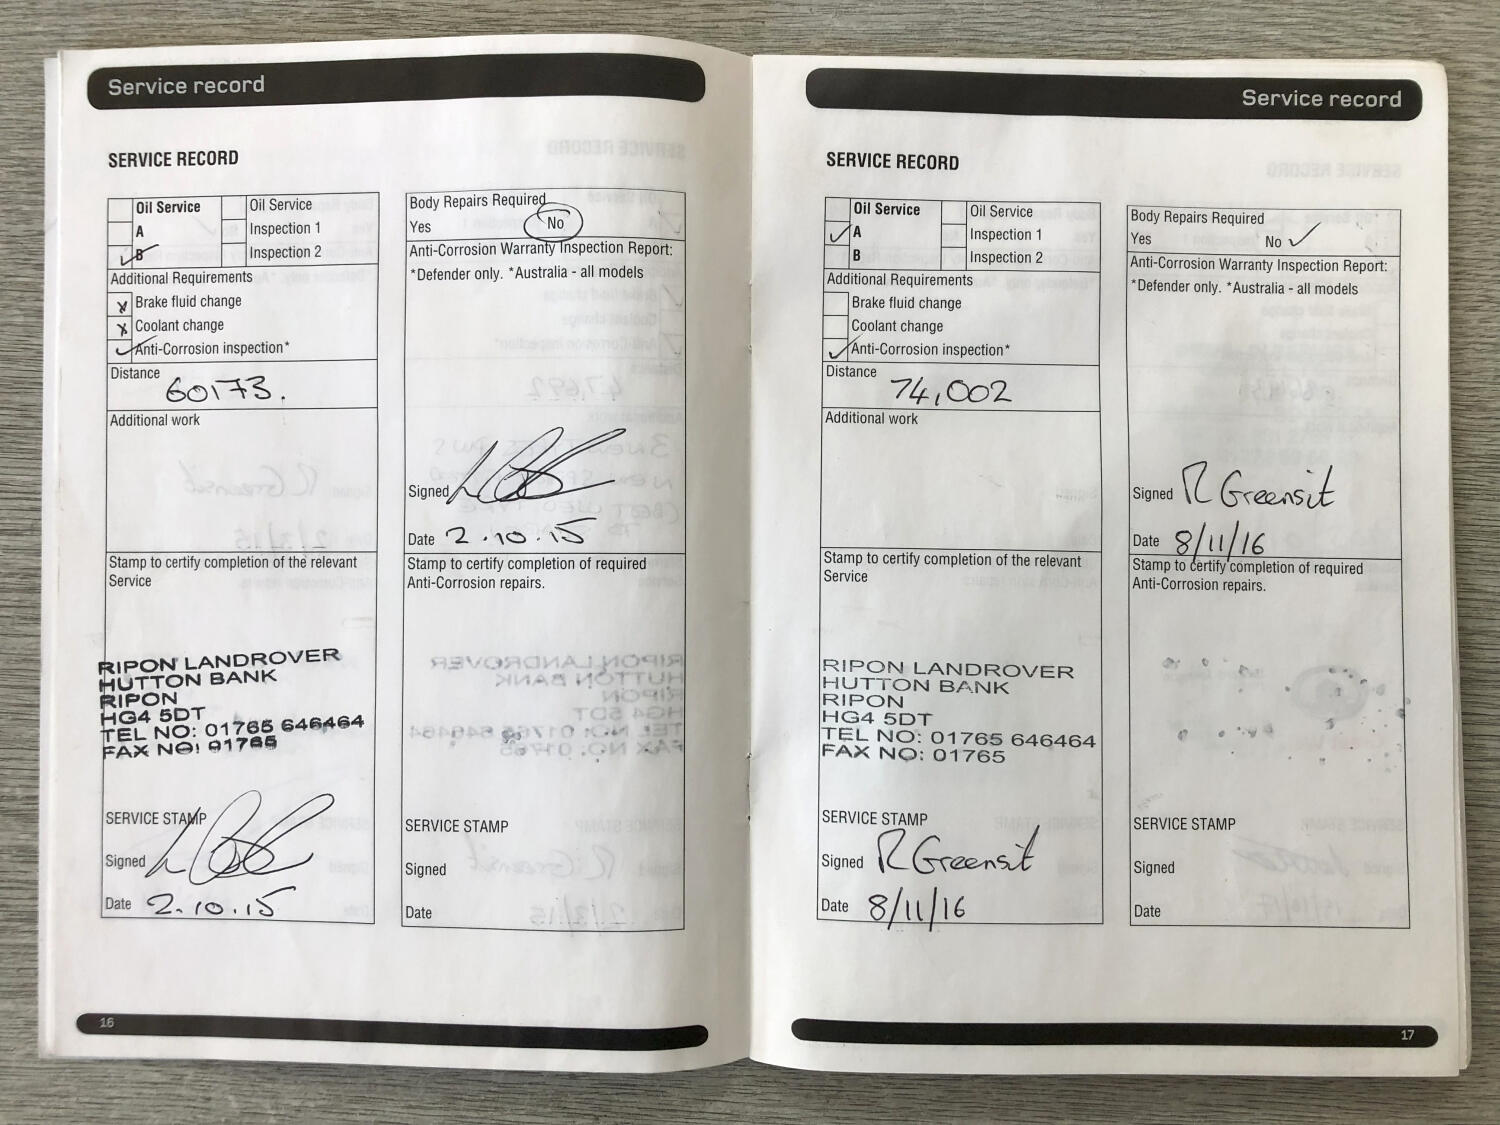 Service record
SERVICE RECORD
Oil Service
A
B
Oil Service
Inspection 1
Inspection 2
Additional Requirements
Brake fluid change
Coolant change
Anti-Corrosion inspection*
Distance
60173.
Additional work
Stamp to certify completion of the relevant
Service
RIPON LANDROVER
HUTTON BANK
RIPON
HG4 5DT
TEL NO: 01765 646464
FAX NO: 01765
SERVICE STAMP
Signed
Date 2.10.15
Body Repairs Required
Yes No
Anti-Corrosion Warranty Inspection Report:
*Defender only. *Australia - all models
Signed
Date 2.10.15
Stamp to certify completion of required
Anti-Corrosion repairs.
SERVICE STAMP
Signed
Date
16
Service record
SERVICE RECORD
Oil Service
A
B
Oil Service
Inspection 1
Inspection 2
Additional Requirements
Brake fluid change
Coolant change
Anti-Corrosion inspection*
Distance
74,002
Additional work
Stamp to certify completion of the relevant
Service
RIPON LANDROVER
HUTTON BANK
RIPON
HG4 5DT
TEL NO: 01765 646464
FAX NO: 01765
SERVICE STAMP
Signed R Greensit
Date 8/11/16
Body Repairs Required
Yes No
Anti-Corrosion Warranty Inspection Report:
*Defender only. *Australia - all models
Signed R Greensit
Date 8/11/16
Stamp to certify completion of required
Anti-Corrosion repairs.
SERVICE STAMP
Signed
Date
17